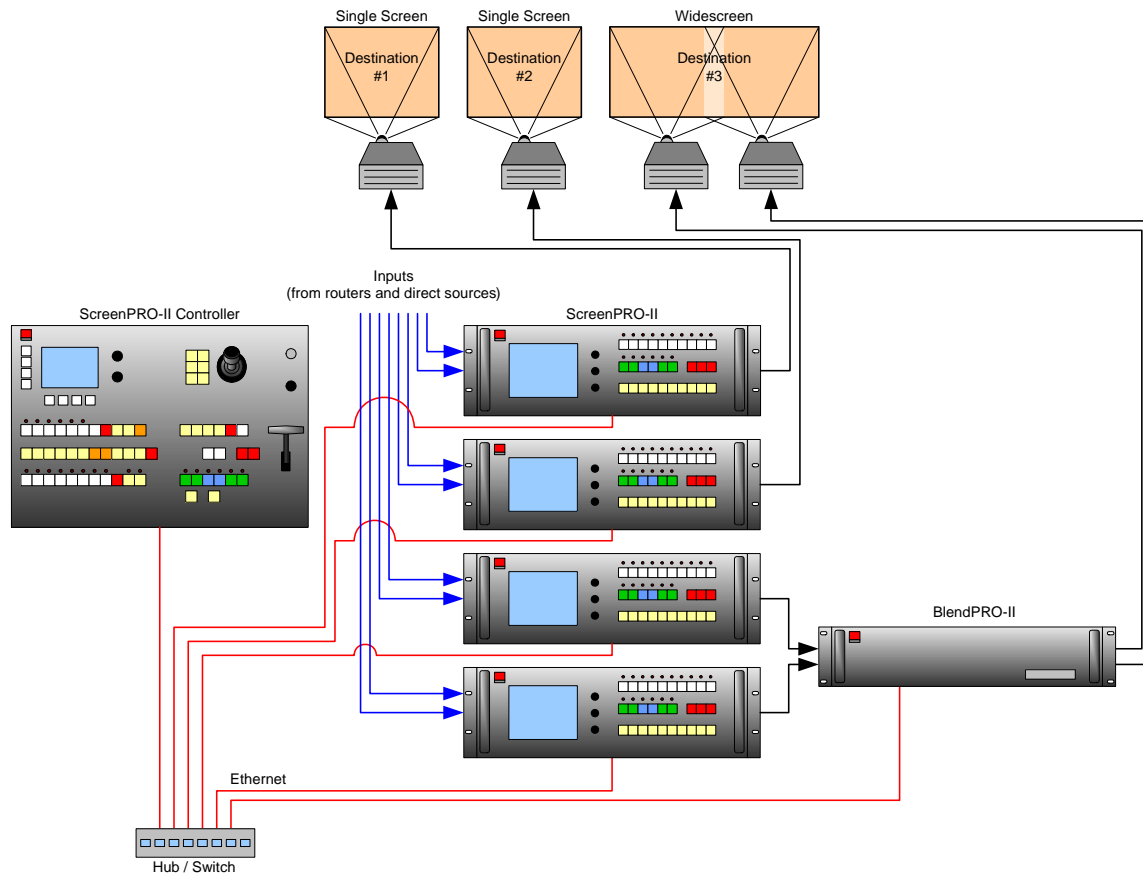 Single Screen
Single Screen
Widescreen
Destination
#1
Destination
#2
Destination
#3
Inputs
(from routers and direct sources)
ScreenPRO-II Controller
ScreenPRO-II
BlendPRO-II
Ethernet
Hub / Switch